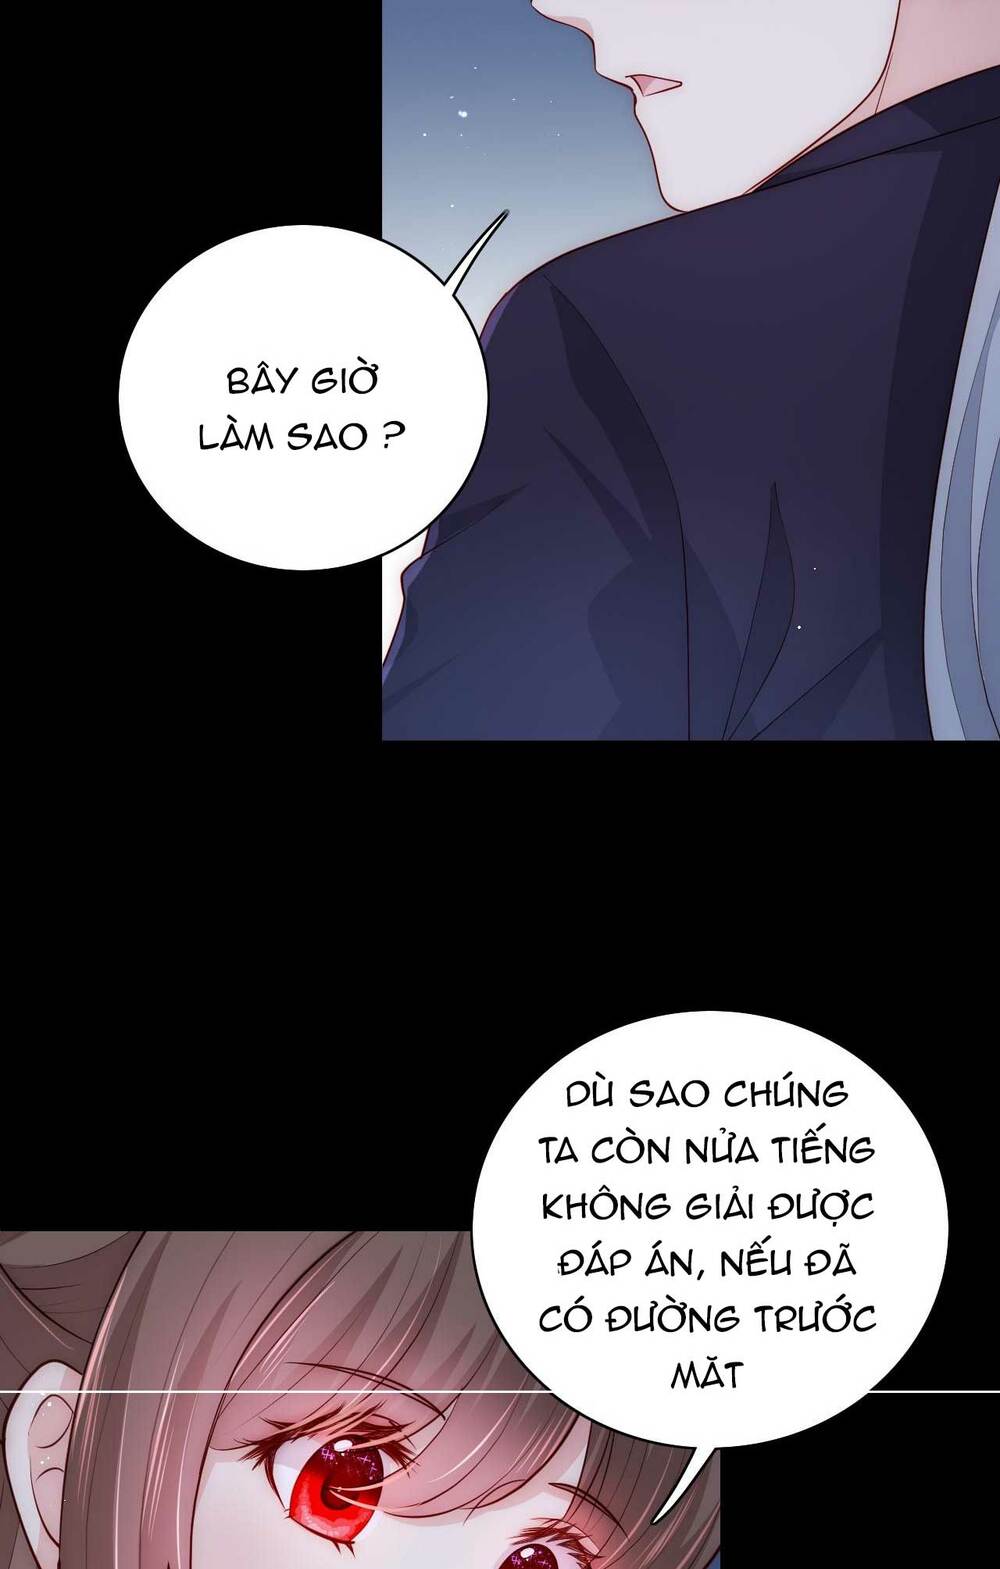 BÂY GIỜ
LÀM SAO ?
DÙ SAO CHÚNG
TA CÒN NỬA TIẾNG
KHÔNG GIẢI ĐƯỢC
ĐÁP ÁN, NẾU ĐÃ
CÓ ĐƯỜNG TRƯỚC
MẮT